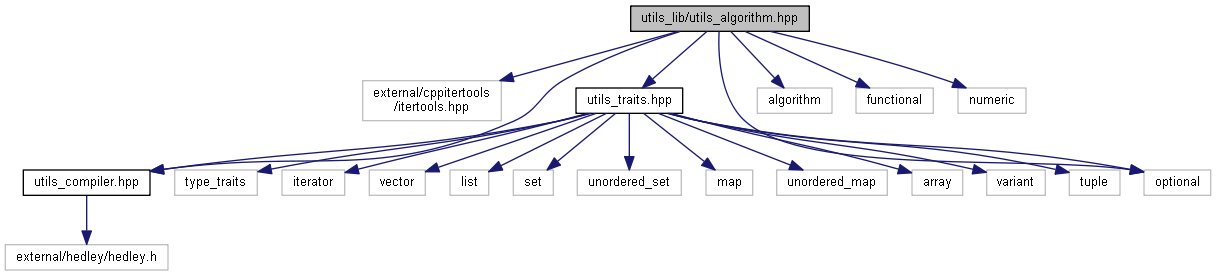 utils_lib/utils_algorithm.hpp
external/cppitertools
/itertools.hpp
utils_traits.hpp
algorithm
functional
numeric
utils_compiler.hpp
type_traits
iterator
vector
list
set
unordered_set
map
unordered_map
array
variant
tuple
optional
external/hedley/hedley.h